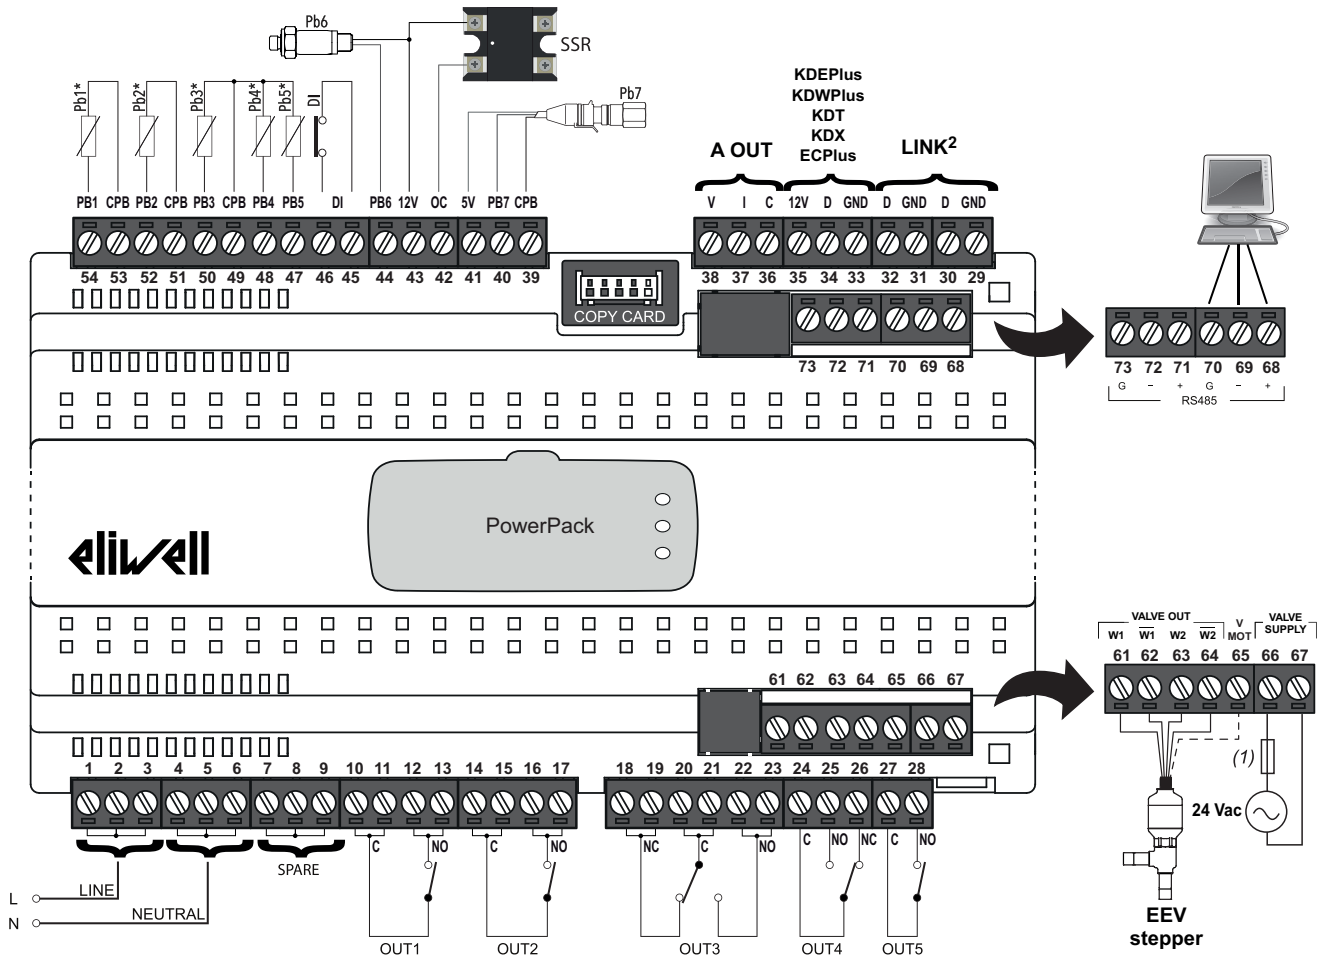 Pb6
SSR
Pb7
Pb1* Pb2* Pb3* Pb4* Pb5* DI
KDEPlus
KDWPlus
KDT
KDX
ECPlus
A OUT LINK²
PB1 CPB PB2 CPB PB3 CPB PB4 PB5 DI PB6 12V OC 5V PB7 CPB
V I C 12V D GND D GND D GND
54 53 52 51 50 49 48 47 46 45 44 43 42 41 40 39
38 37 36 35 34 33 32 31 30 29
COPY CARD
73 72 71 70 69 68
73 72 71 70 69 68
G – + G – +
RS485
PowerPack
eliwell
VALVE OUT V MOT VALVE SUPPLY
W1 W̅1̅ W2 W̅2̅
61 62 63 64 65 66 67
61 62 63 64 65 66 67
(1)
24 Vac
EEV
stepper
1 2 3 4 5 6 7 8 9 10 11 12 13 14 15 16 17
18 19 20 21 22 23 24 25 26 27 28
C NO C NO NC C NO C NO NC C NO
SPARE
L LINE
N NEUTRAL
OUT1 OUT2 OUT3 OUT4 OUT5